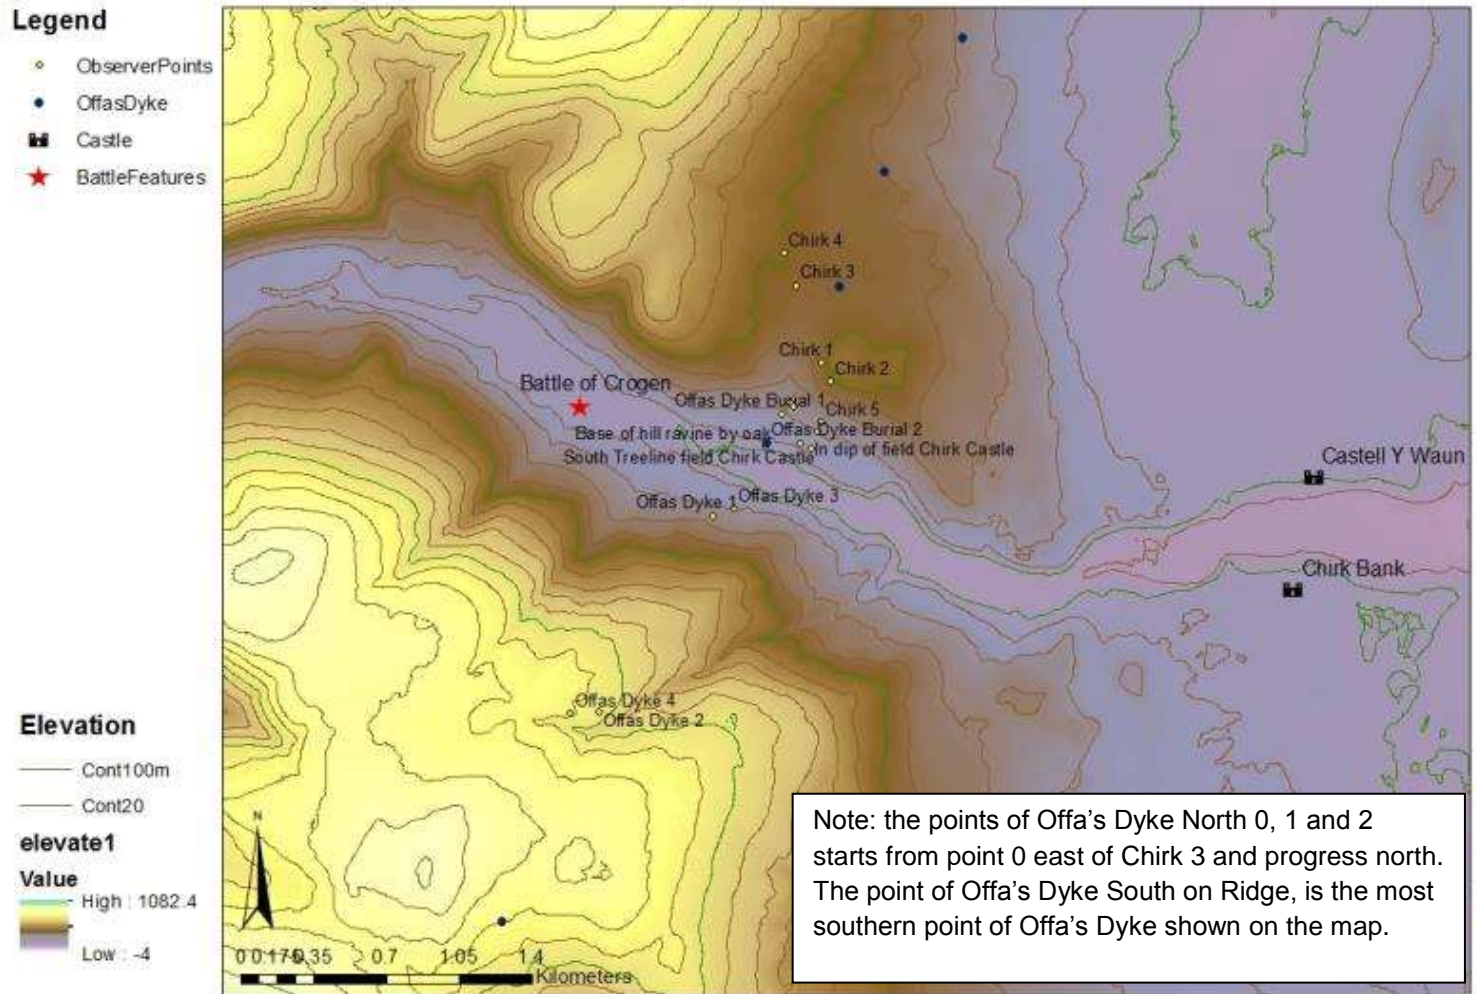 Legend
ObserverPoints
OffasDyke
Castle
BattleFeatures
Chirk 4
Chirk 3
Chirk 1
Chirk 2
Battle of Crogen
Offas Dyke Burial 1
Chirk 5
Base of hill ravine by oak
Offas Dyke Burial 2
South Treeline field Chirk Castle
In dip of field Chirk Castle
Castell Y Waun
Offas Dyke 1
Offas Dyke 3
Chirk Bank
Offas Dyke 4
Offas Dyke 2
Elevation
Cont100m
Cont20
elevate1
Value
High : 1082.4
Low : -4
N
0 0.175 0.35 0.7 1.05 1.4
Kilometers
Note: the points of Offa's Dyke North 0, 1 and 2
starts from point 0 east of Chirk 3 and progress north.
The point of Offa's Dyke South on Ridge, is the most
southern point of Offa's Dyke shown on the map.